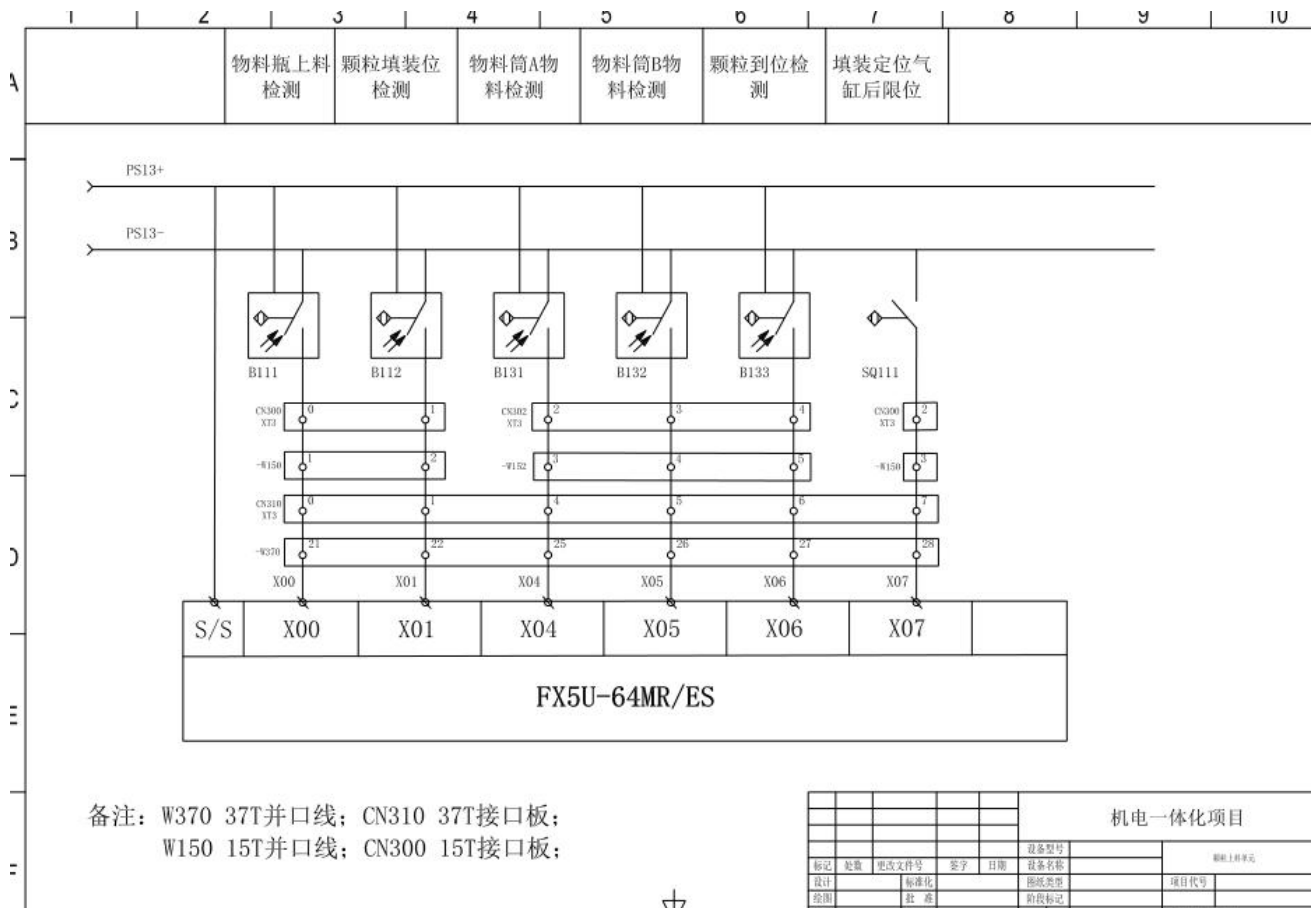 1 2 3 4 5 6 7 8 9 10
A
物料瓶上料
检测
颗粒填装位
检测
物料筒A物
料检测
物料筒B物
料检测
颗粒到位检
测
填装定位气
缸后限位
PS13+
B
PS13-
B111 B112 B131 B132 B133 SQ111
C
CN300
XT3
0 1
CN302
XT3
2 3 4
CN300
XT3
2
-W150 1 2
-W152 3 4 5
-W150 3
CN310
XT3
0 1 4 5 6 7
D
-W370 21 22 25 26 27 28
X00 X01 X04 X05 X06 X07
S/S X00 X01 X04 X05 X06 X07
E
FX5U-64MR/ES
备注：W370 37T并口线；CN310 37T接口板；
W150 15T并口线；CN300 15T接口板；
F
机电一体化项目
设备型号
标记 处数 更改文件号 签字 日期 设备名称
颗粒上料单元
设计 标准化 图纸类型 项目代号
绘图 批 准 阶段标记